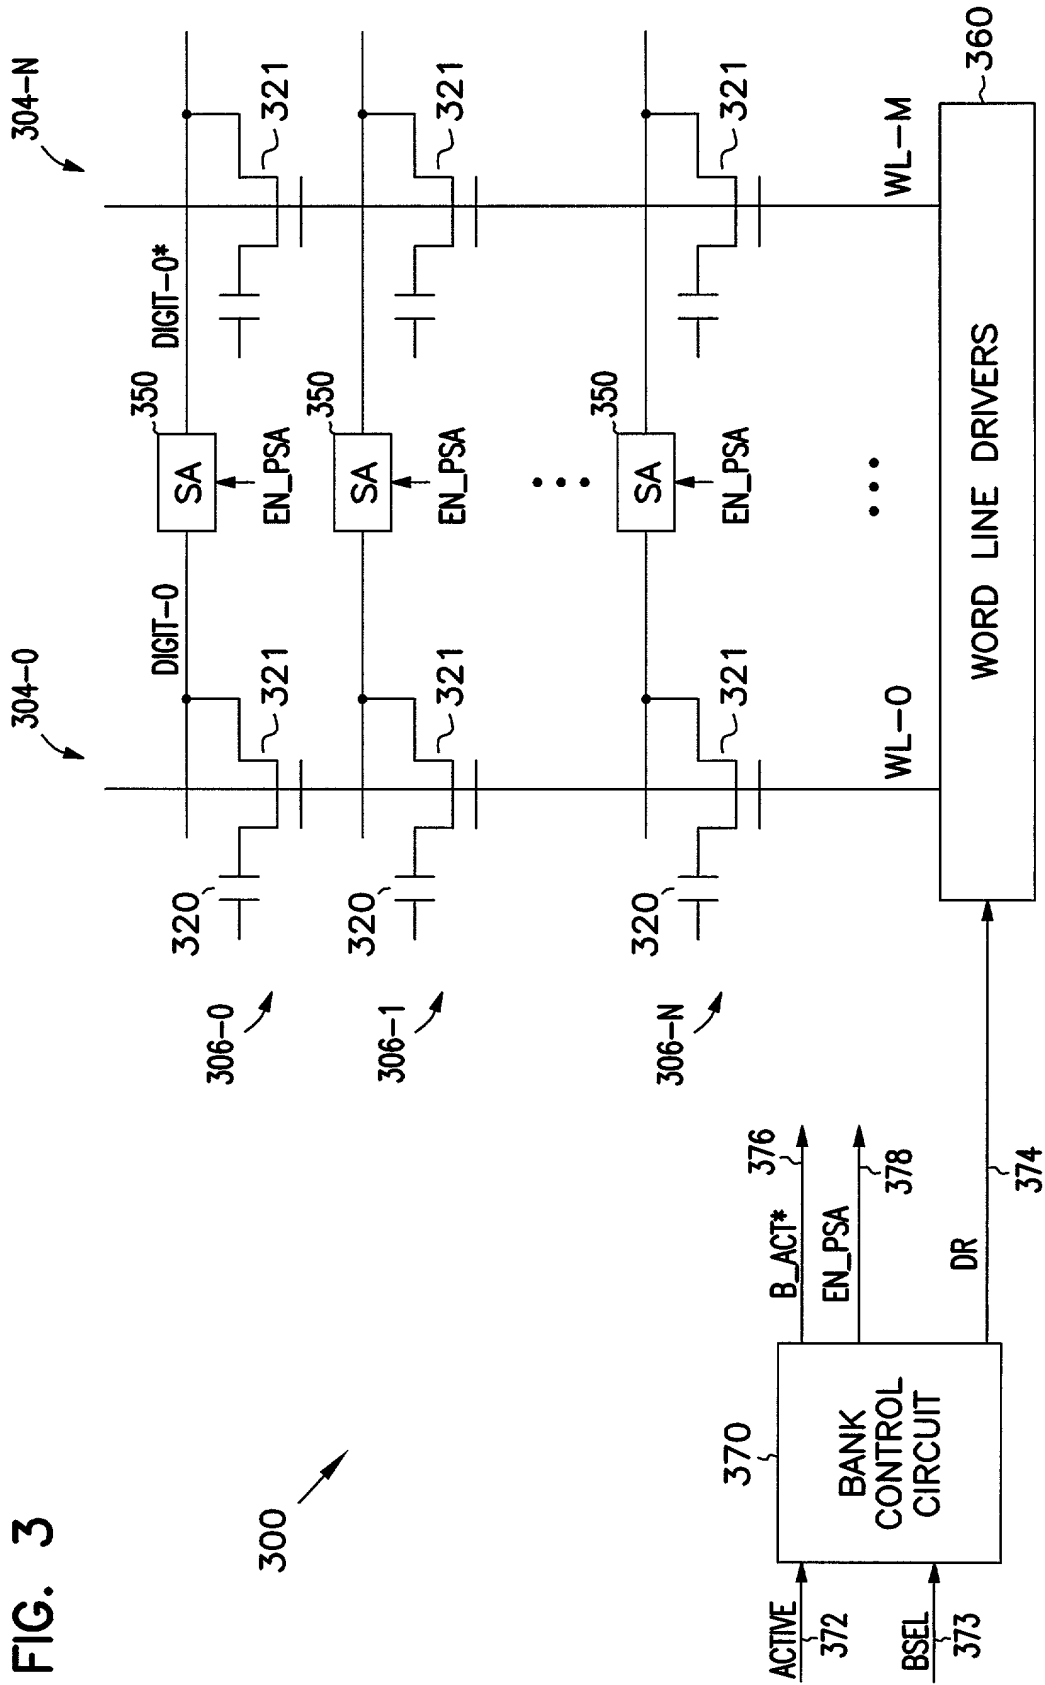 FIG. 3
300
304-0
304-N
DIGIT-0
DIGIT-0*
350
SA
EN_PSA
321
321
320
306-0
350
SA
EN_PSA
321
321
320
306-1
350
SA
EN_PSA
321
321
320
306-N
WL-0
WL-M
360
WORD LINE DRIVERS
370
BANK
CONTROL
CIRCUIT
ACTIVE
372
BSEL
373
B_ACT*
376
EN_PSA
378
DR
374